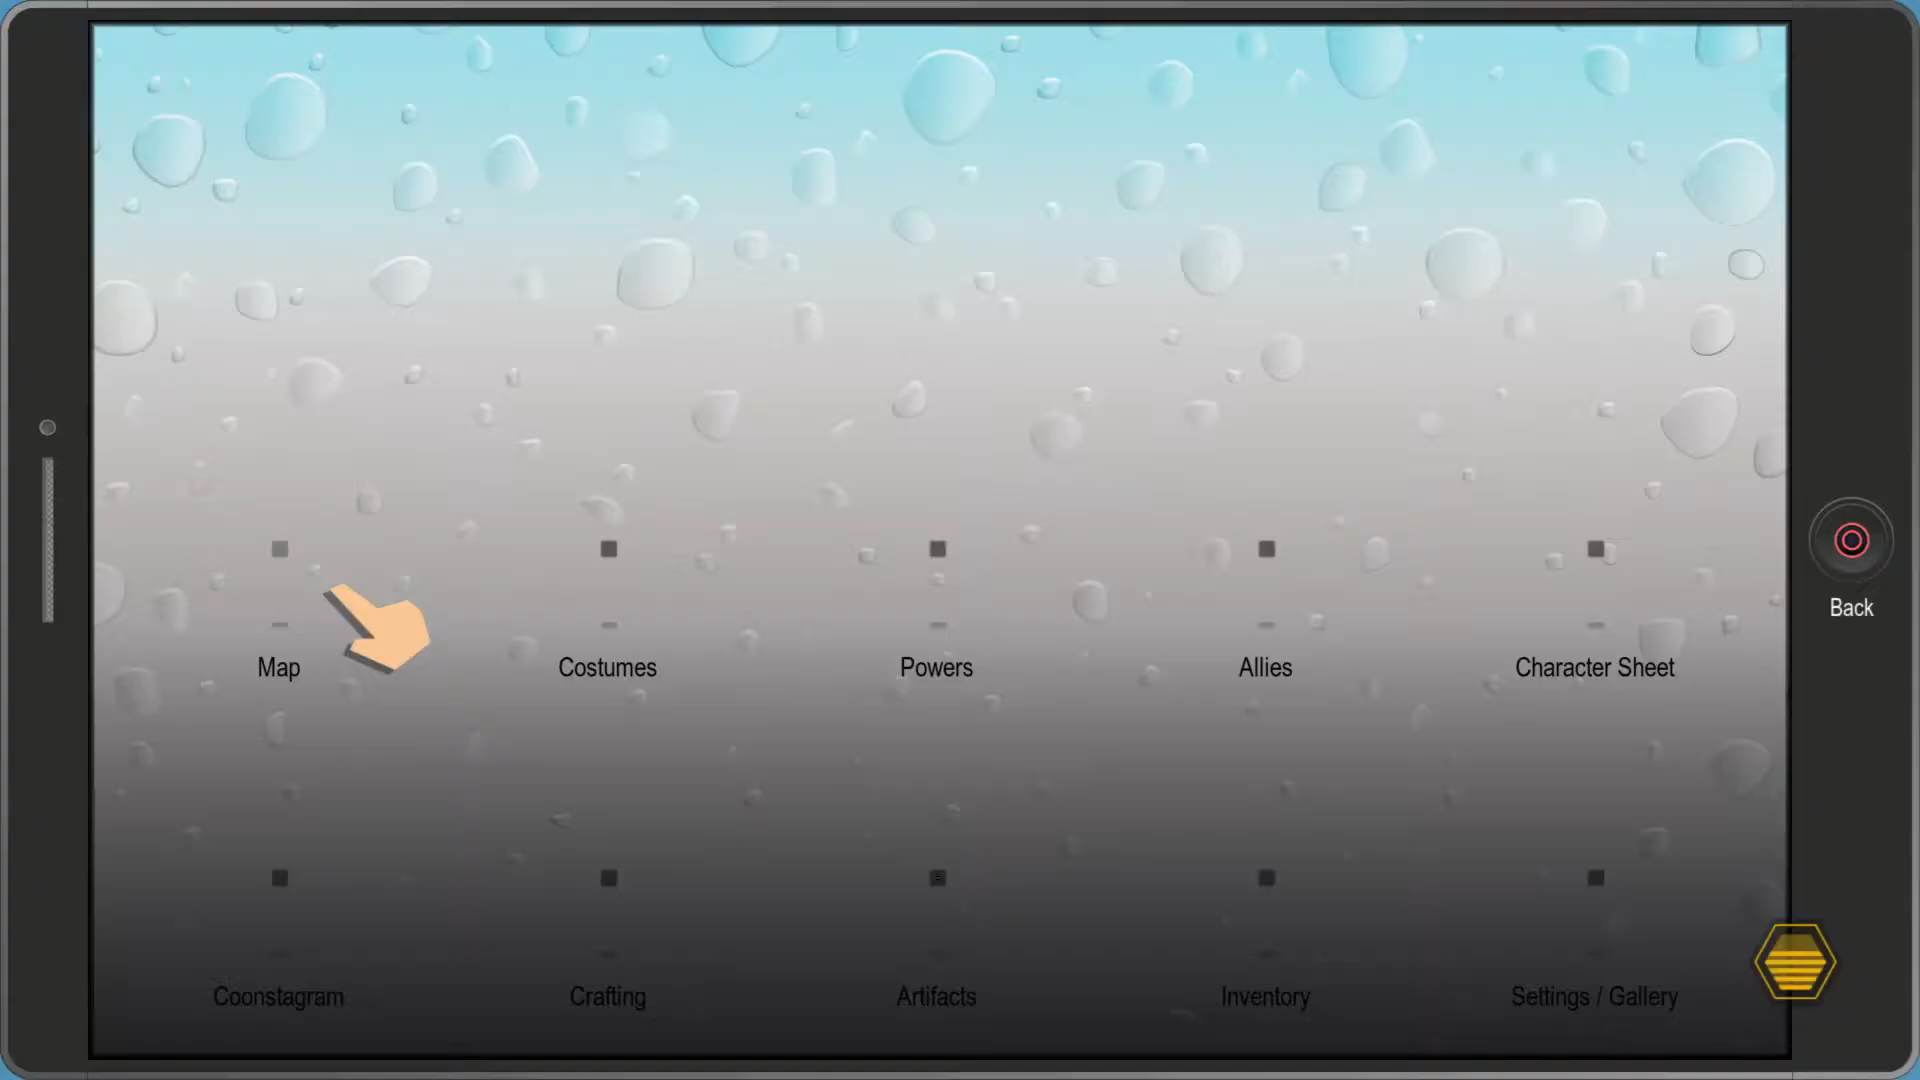 Back
Map
Costumes
Powers
Allies
Character Sheet
Coonstagram
Crafting
Artifacts
Inventory
Settings / Gallery